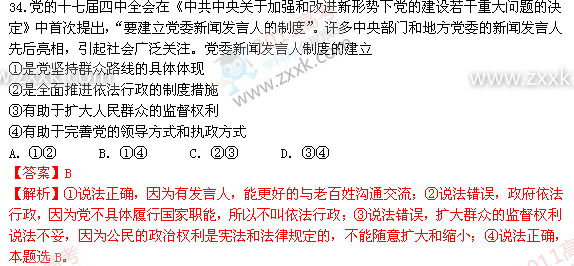 34.党的十七届四中全会在《中共中央关于加强和改进新形势下党的建设若干重大问题的决
定》中首次提出，“要建立党委新闻发言人的制度”。许多中央部门和地方党委的新闻发言人
先后亮相，引起社会广泛关注。党委新闻发言人制度的建立
①是党坚持群众路线的具体体现
②是全面推进依法行政的制度措施
③有助于扩大人民群众的监督权利
④有助于完善党的领导方式和执政方式
A. ①② B. ①④ C. ②③ D. ③④
【答案】B
【解析】①说法正确，因为有发言人，能更好的与老百姓沟通交流；②说法错误，政府依法
行政，因为党不具体履行国家职能，所以不叫依法行政；③说法错误，扩大群众的监督权利
说法不妥，因为公民的政治权利是宪法和法律规定的，不能随意扩大和缩小；④说法正确，
本题选 B。
www.zxxk.com